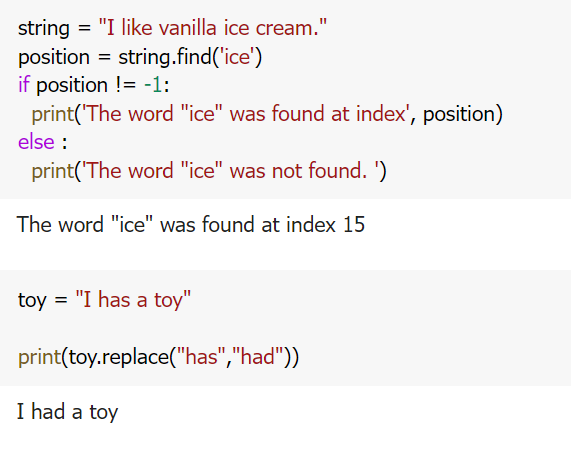 string = "I like vanilla ice cream."
position = string.find('ice')
if position != -1:
  print('The word "ice" was found at index', position)
else :
  print('The word "ice" was not found. ')
The word "ice" was found at index 15
toy = "I has a toy"
print(toy.replace("has","had"))
I had a toy